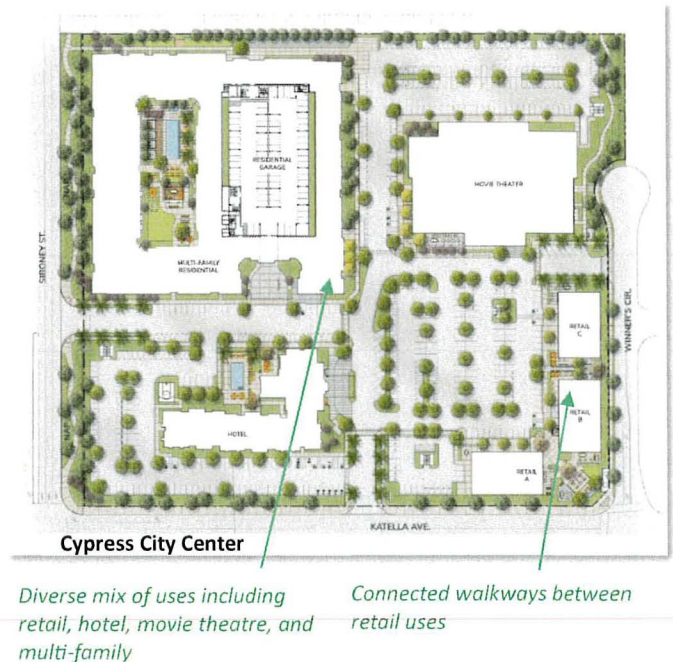 RESIDENTIAL
GARAGE
MOVIE THEATER
SIBONEY ST.
MULTI-FAMILY
RESIDENTIAL
WINNER'S CIR.
RETAIL
C
RETAIL
B
HOTEL
RETAIL
A
KATELLA AVE.
Cypress City Center
Diverse mix of uses including
retail, hotel, movie theatre, and
multi-family
Connected walkways between
retail uses